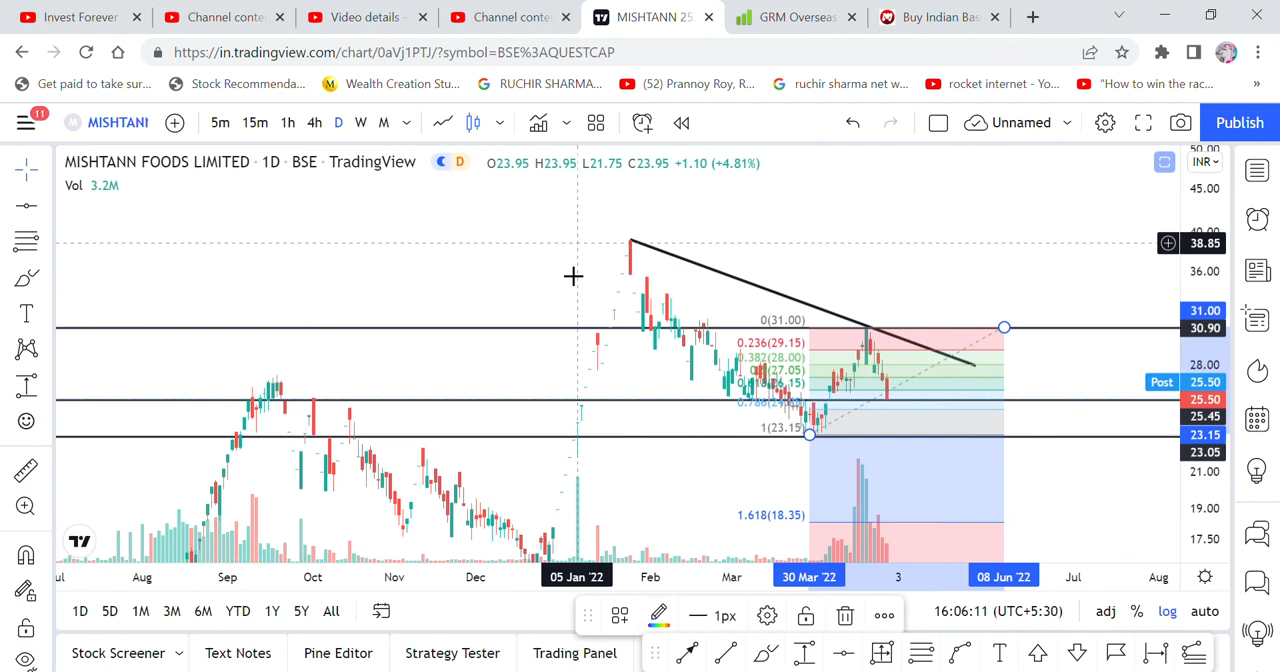 Invest Forever
Channel conte
Video details -
Channel conte
MISHTANN 25
GRM Overseas
Buy Indian Bas
https://in.tradingview.com/chart/0aVj1PTJ/?symbol=BSE%3AQUESTCAP
Get paid to take sur...
Stock Recommenda...
M Wealth Creation Stu...
RUCHIR SHARMA...
(52) Prannoy Roy, R...
ruchir sharma net w...
rocket internet - Yo...
"How to win the rac...
»
11
M MISHTANI
5m 15m 1h 4h D W M
Unnamed
Publish
MISHTANN FOODS LIMITED · 1D · BSE · TradingView
D
O23.95 H23.95 L21.75 C23.95 +1.10 (+4.81%)
INR
Vol 3.2M
50.00
45.00
40.00
38.85
36.00
31.00
30.90
28.00
Post 25.50
25.50
25.45
23.15
23.05
21.00
19.00
17.50
0(31.00)
0.236(29.15)
0.382(28.00)
1(23.15)
1.618(18.35)
ul Aug Sep Oct Nov Dec 05 Jan '22 Feb Mar 30 Mar '22 3 08 Jun '22 Jul Aug
1D 5D 1M 3M 6M YTD 1Y 5Y All
1px
16:06:11 (UTC+5:30) adj % log auto
Stock Screener
Text Notes
Pine Editor
Strategy Tester
Trading Panel